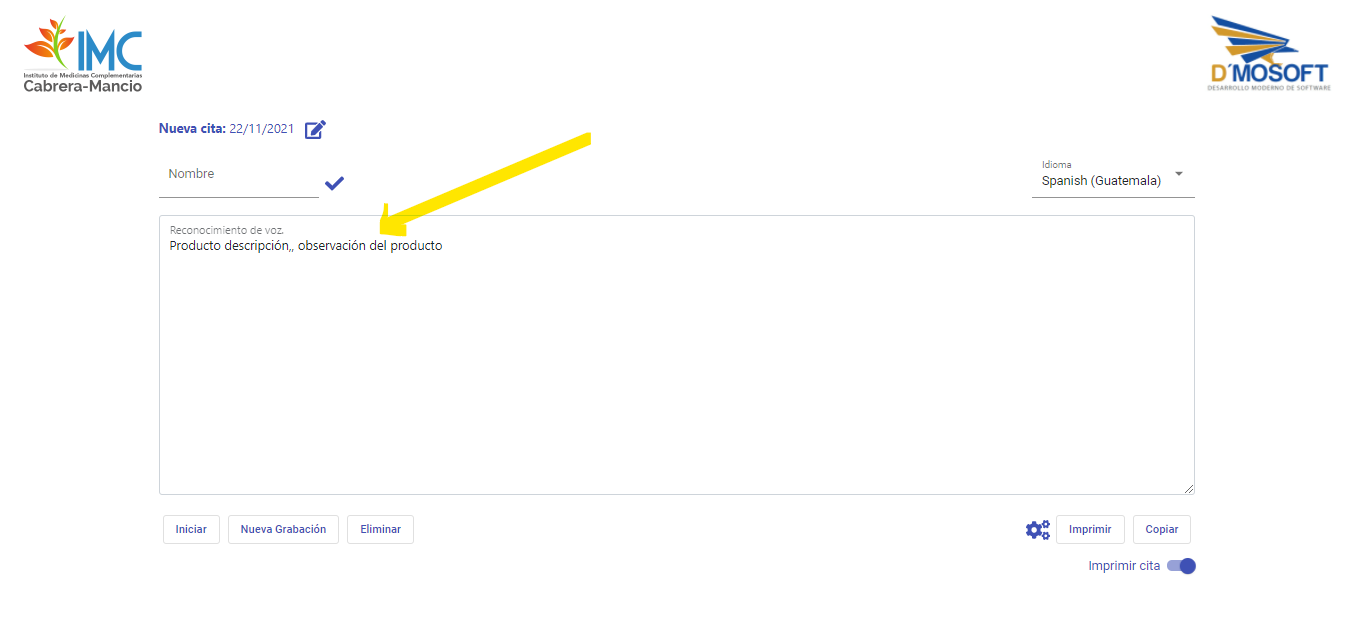 IMC
Instituto de Medicinas Complementarias
Cabrera-Mancio
D´MOSOFT
DESARROLLO MODERNO DE SOFTWARE
Nueva cita: 22/11/2021
Nombre
Idioma
Spanish (Guatemala)
Reconocimiento de voz.
Producto descripción,, observación del producto
Iniciar
Nueva Grabación
Eliminar
Imprimir
Copiar
Imprimir cita